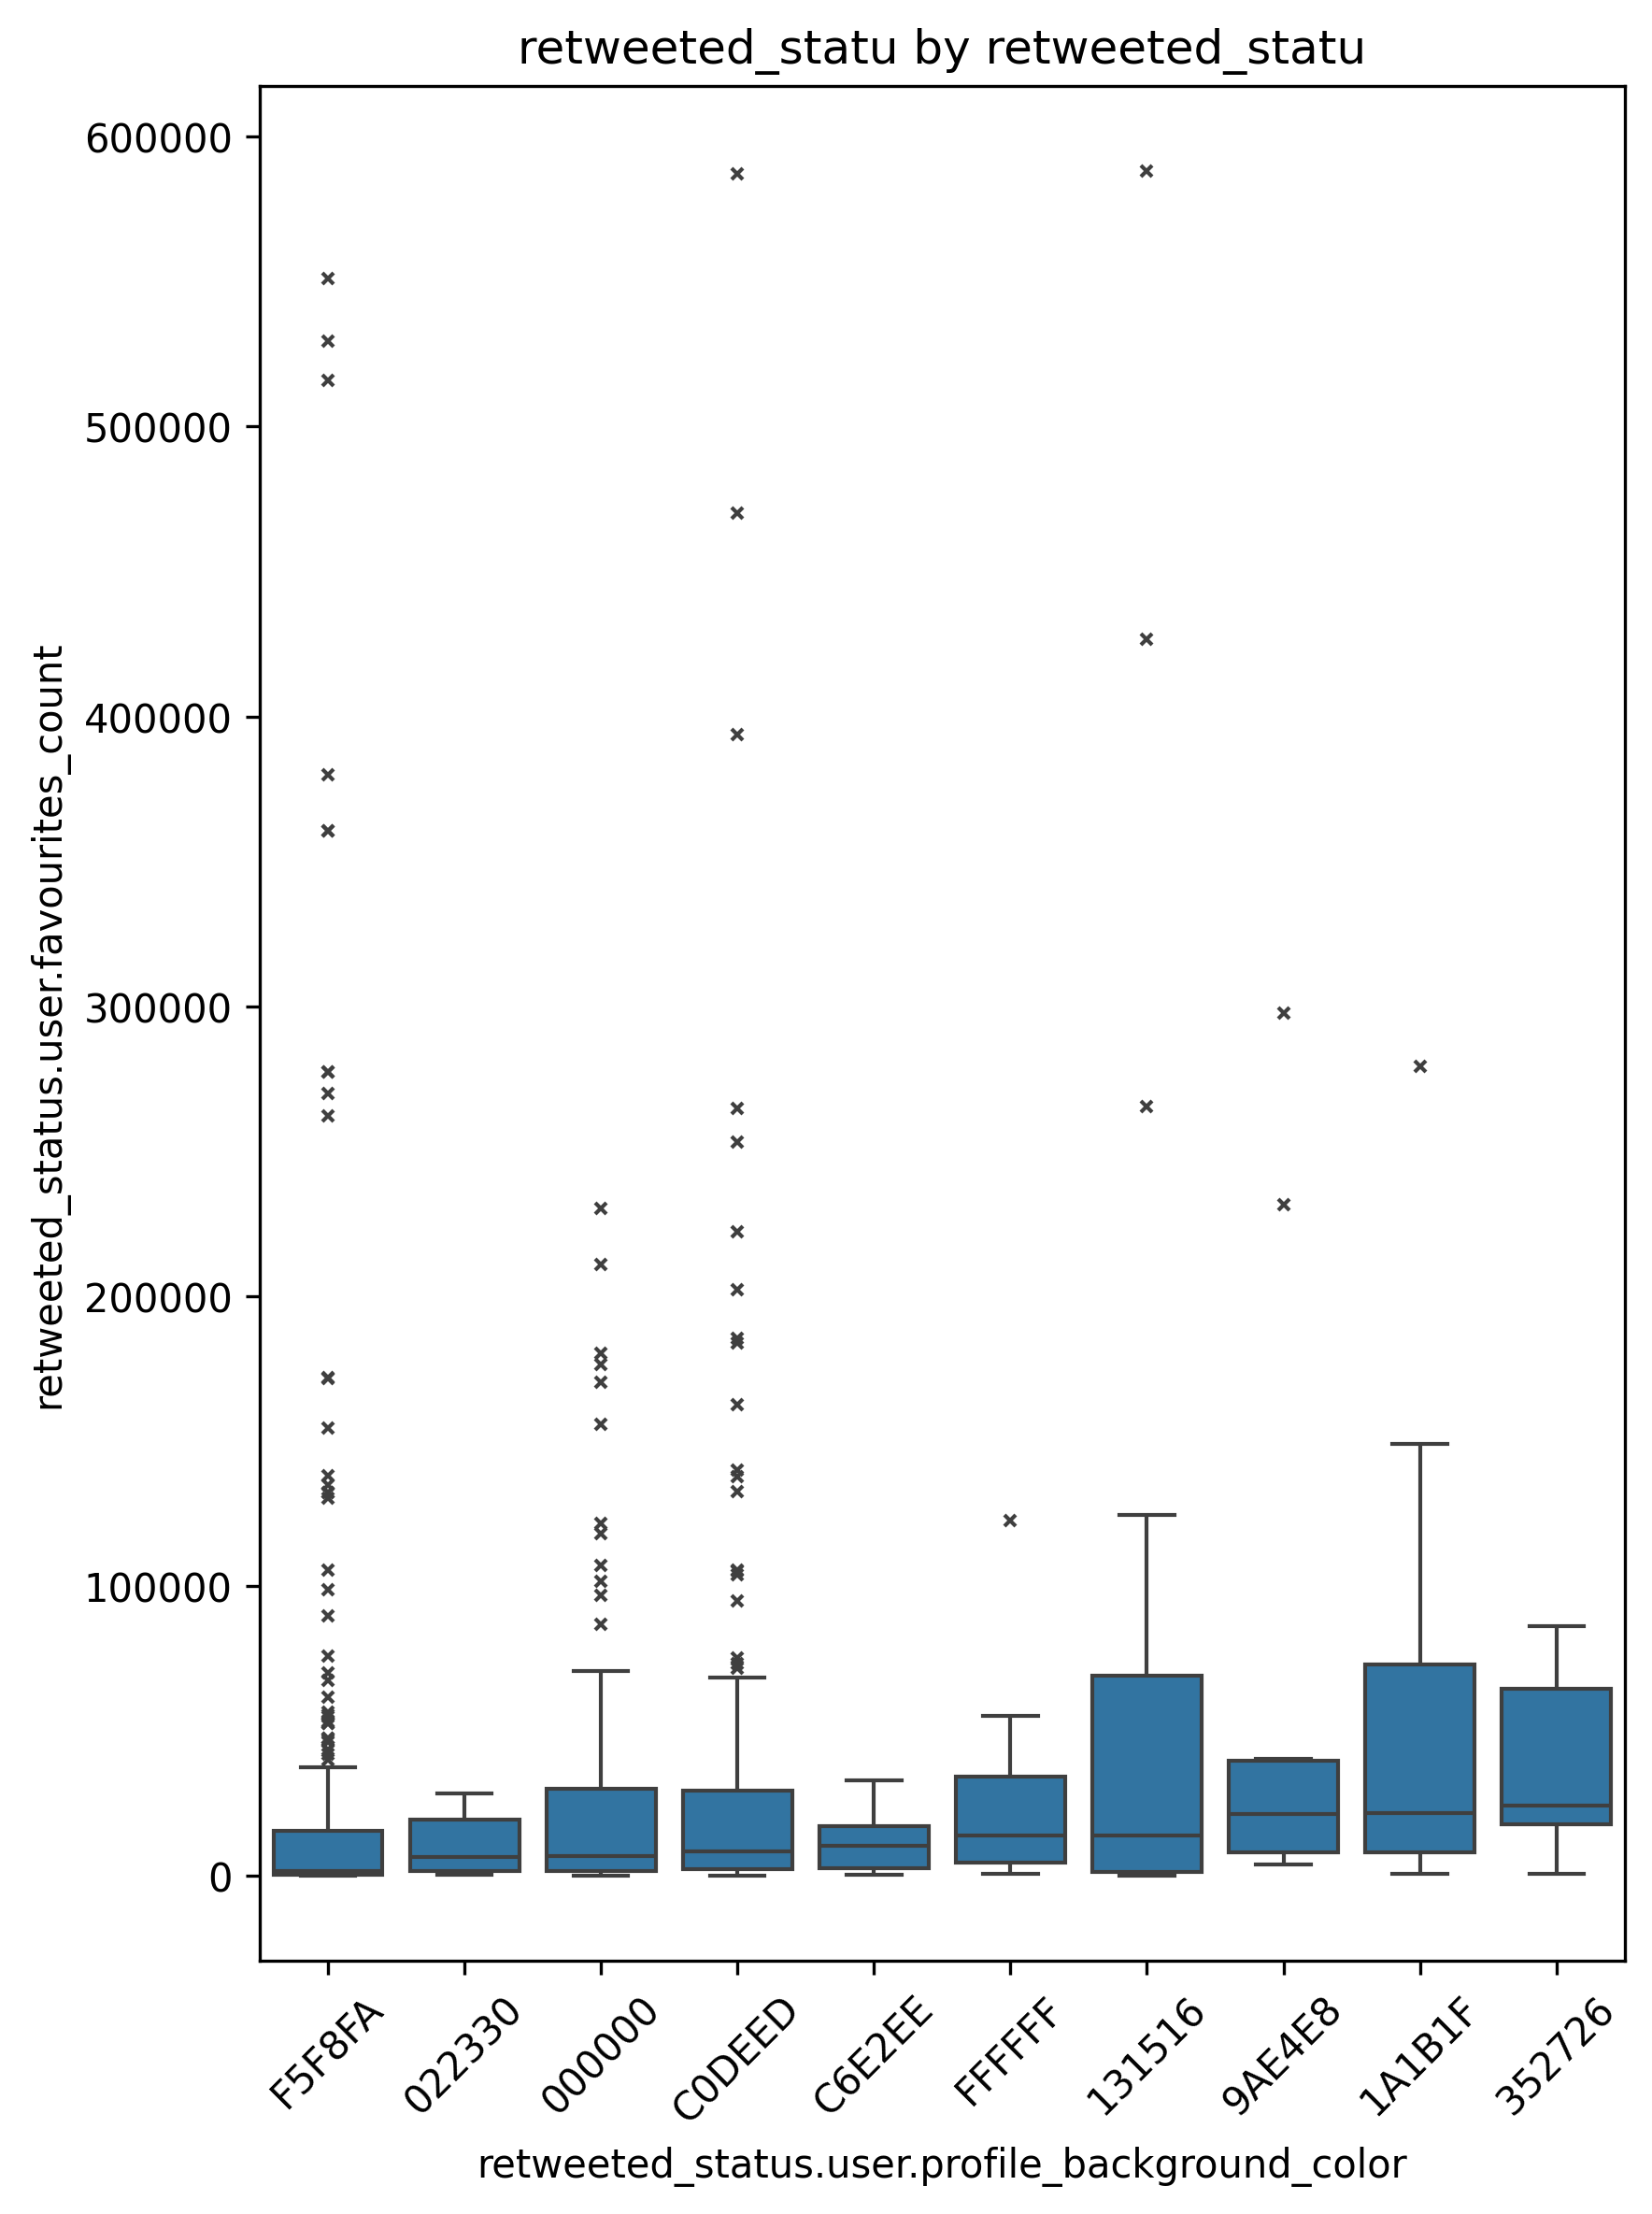 retweeted_statu by retweeted_statu
retweeted_status.user.favourites_count
600000
500000
400000
300000
200000
100000
0
F5F8FA
022330
000000
C0DEED
C6E2EE
FFFFFF
131516
9AE4E8
1A1B1F
352726
retweeted_status.user.profile_background_color